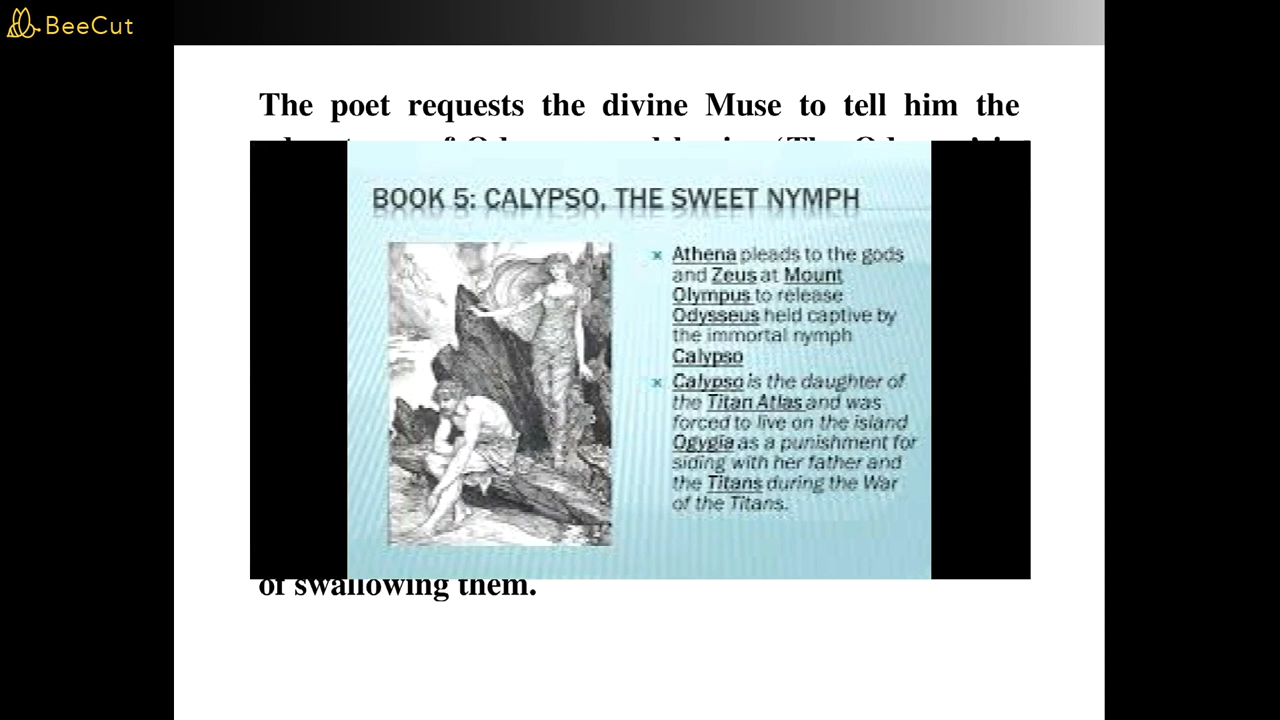 BeeCut
The poet requests the divine Muse to tell him the
BOOK 5: CALYPSO, THE SWEET NYMPH
× Athena pleads to the gods
and Zeus at Mount
Olympus to release
Odysseus held captive by
the immortal nymph
Calypso
× Calypso is the daughter of
the Titan Atlas and was
forced to live on the island
Ogygia as a punishment for
siding with her father and
the Titans during the War
of the Titans.
of swallowing them.